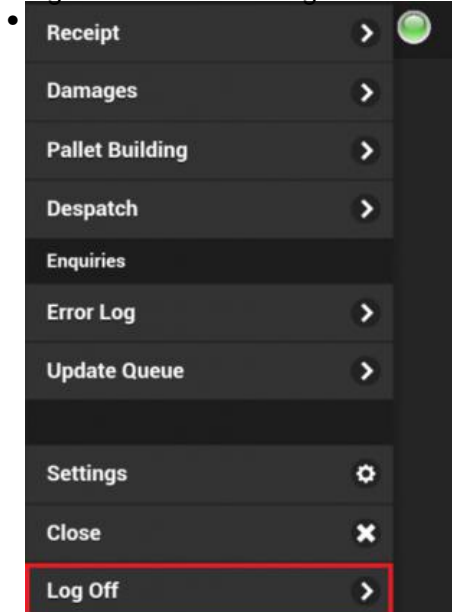 Receipt
Damages
Pallet Building
Despatch
Enquiries
Error Log
Update Queue
Settings
Close
Log Off